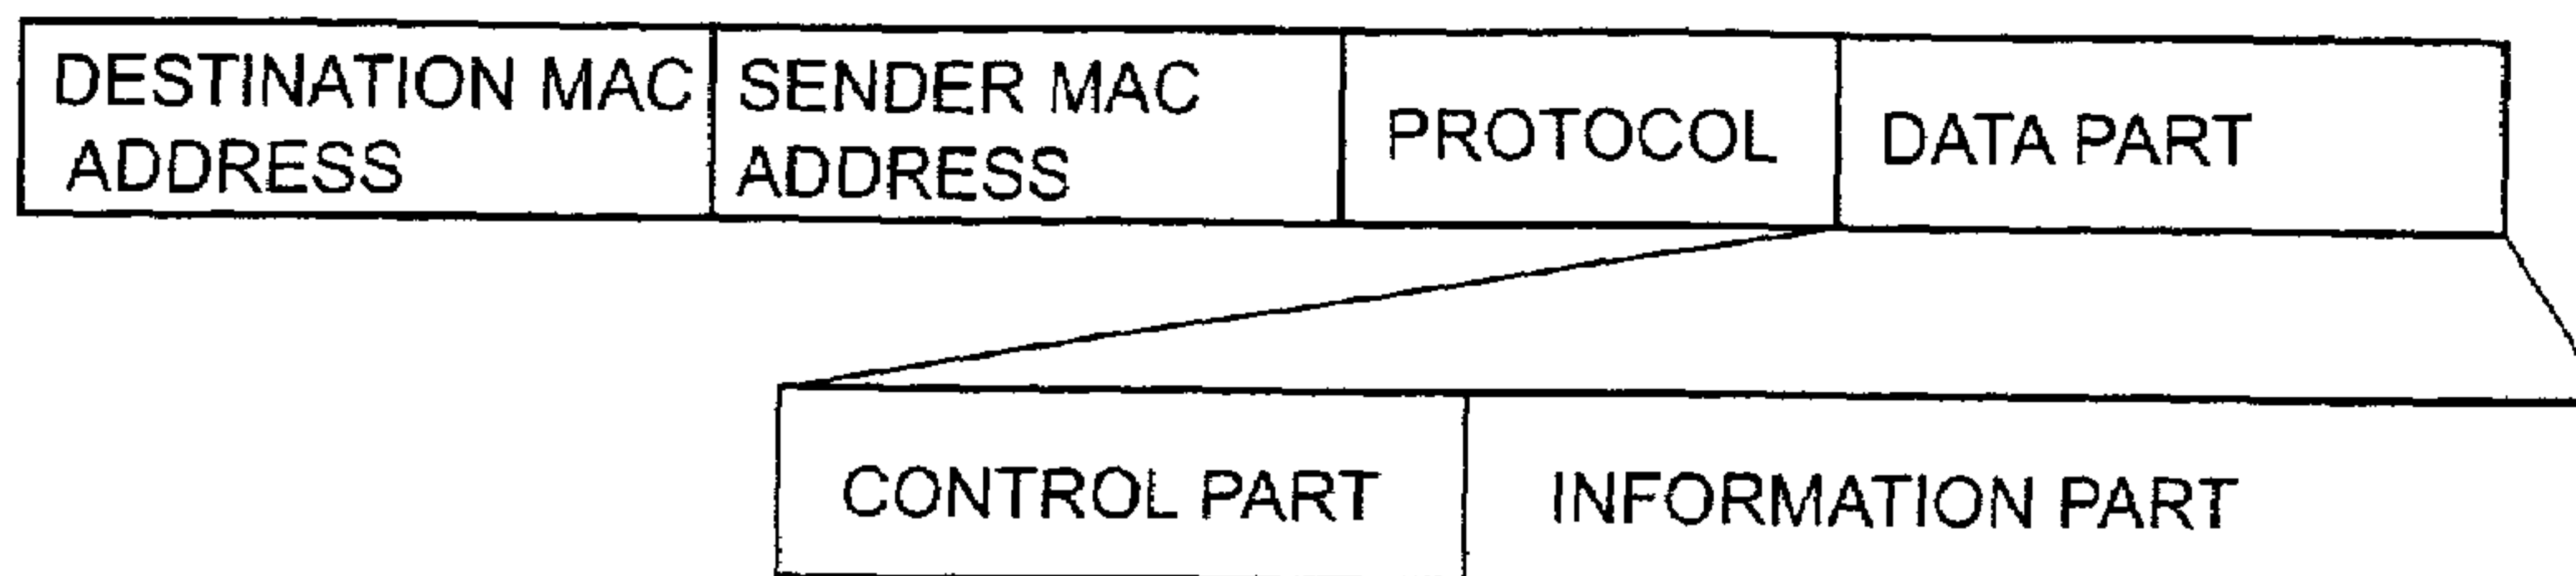 DESTINATION MAC
ADDRESS
SENDER MAC
ADDRESS
PROTOCOL
DATA PART
CONTROL PART
INFORMATION PART